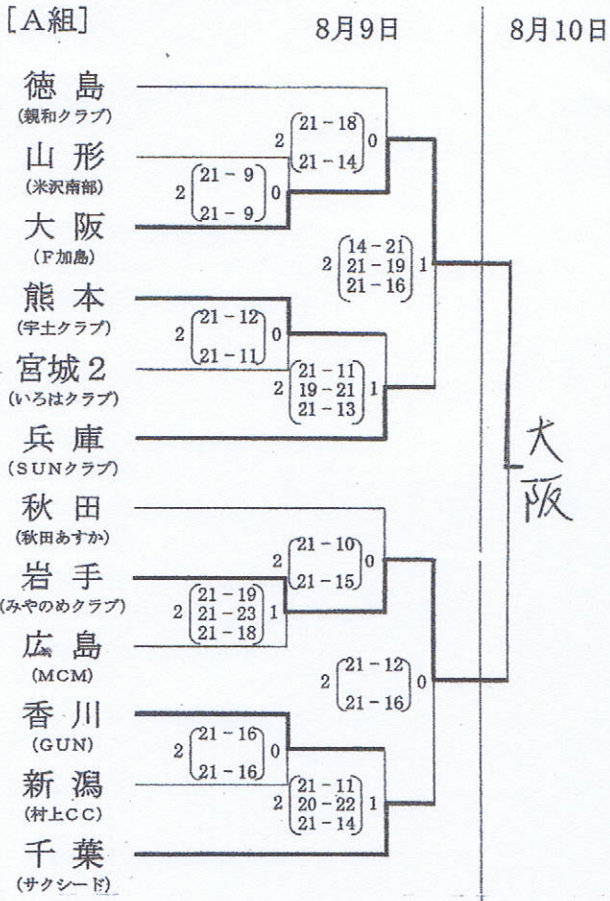 [A組]
8月9日
8月10日
徳島
(親和クラブ)
2 21-18 0
21-14
山形
(米沢南部)
2 21-9 0
21-9
大阪
(F加島)
2 14-21 1
21-19
21-16
熊本
(宇土クラブ)
2 21-12 0
21-11
宮城2
(いろはクラブ)
2 21-11 1
19-21
21-13
兵庫
(SUNクラブ)
大阪
秋田
(秋田あすか)
2 21-10 0
21-15
岩手
(みやのめクラブ)
2 21-19 1
21-23
21-18
広島
(MCM)
2 21-12 0
21-16
香川
(GUN)
2 21-16 0
21-16
新潟
(村上CC)
2 21-11 1
20-22
21-14
千葉
(サクシード)